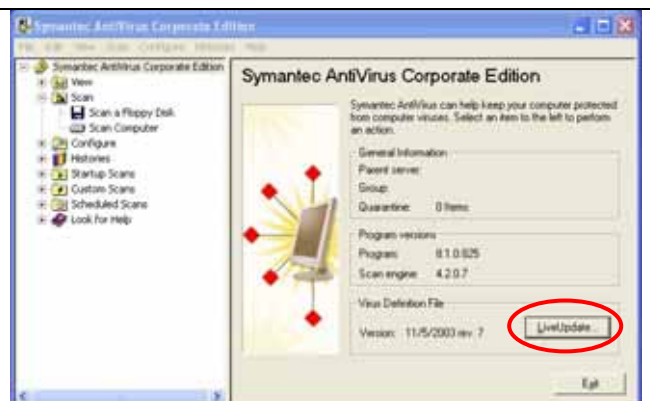 Symantec AntiVirus Corporate Edition
File Edit View Scan Configure Histories Help
Symantec AntiVirus Corporate Edition
View
Scan
Scan a Floppy Disk
Scan Computer
Configure
Histories
Startup Scans
Custom Scans
Scheduled Scans
Look for Help
Symantec AntiVirus Corporate Edition
Symantec AntiVirus can help keep your computer protected
from computer viruses. Select an item to the left to perform
an action.
General Information
Parent server:
Group:
Quarantine: 0 Items
Program versions
Program: 8.1.0.825
Scan engine: 4.2.0.7
Virus Definition File
Version: 11/5/2003 rev. 7
LiveUpdate...
Exit